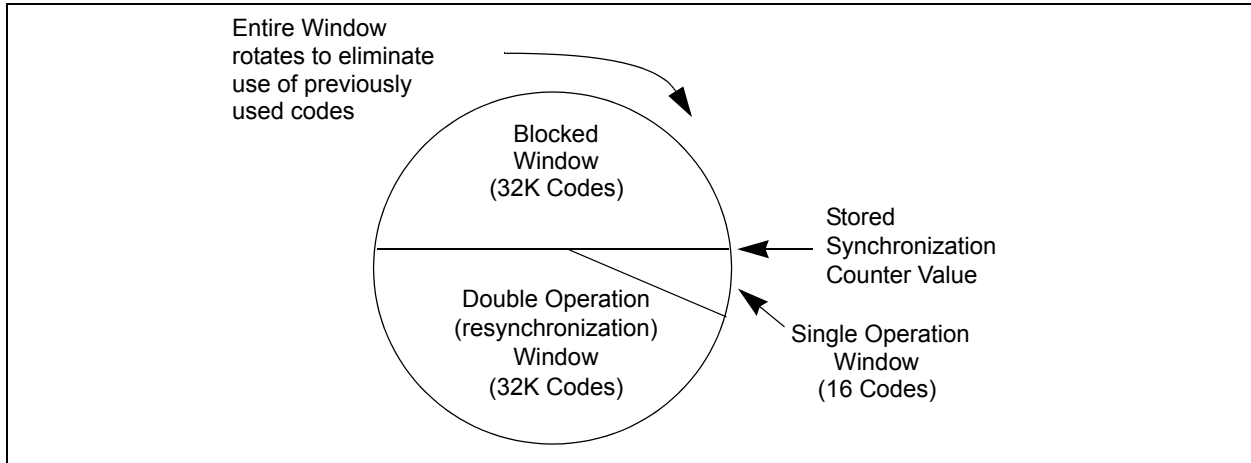 Entire Window
rotates to eliminate
use of previously
used codes
Blocked
Window
(32K Codes)
Stored
Synchronization
Counter Value
Double Operation
(resynchronization)
Window
(32K Codes)
Single Operation
Window
(16 Codes)